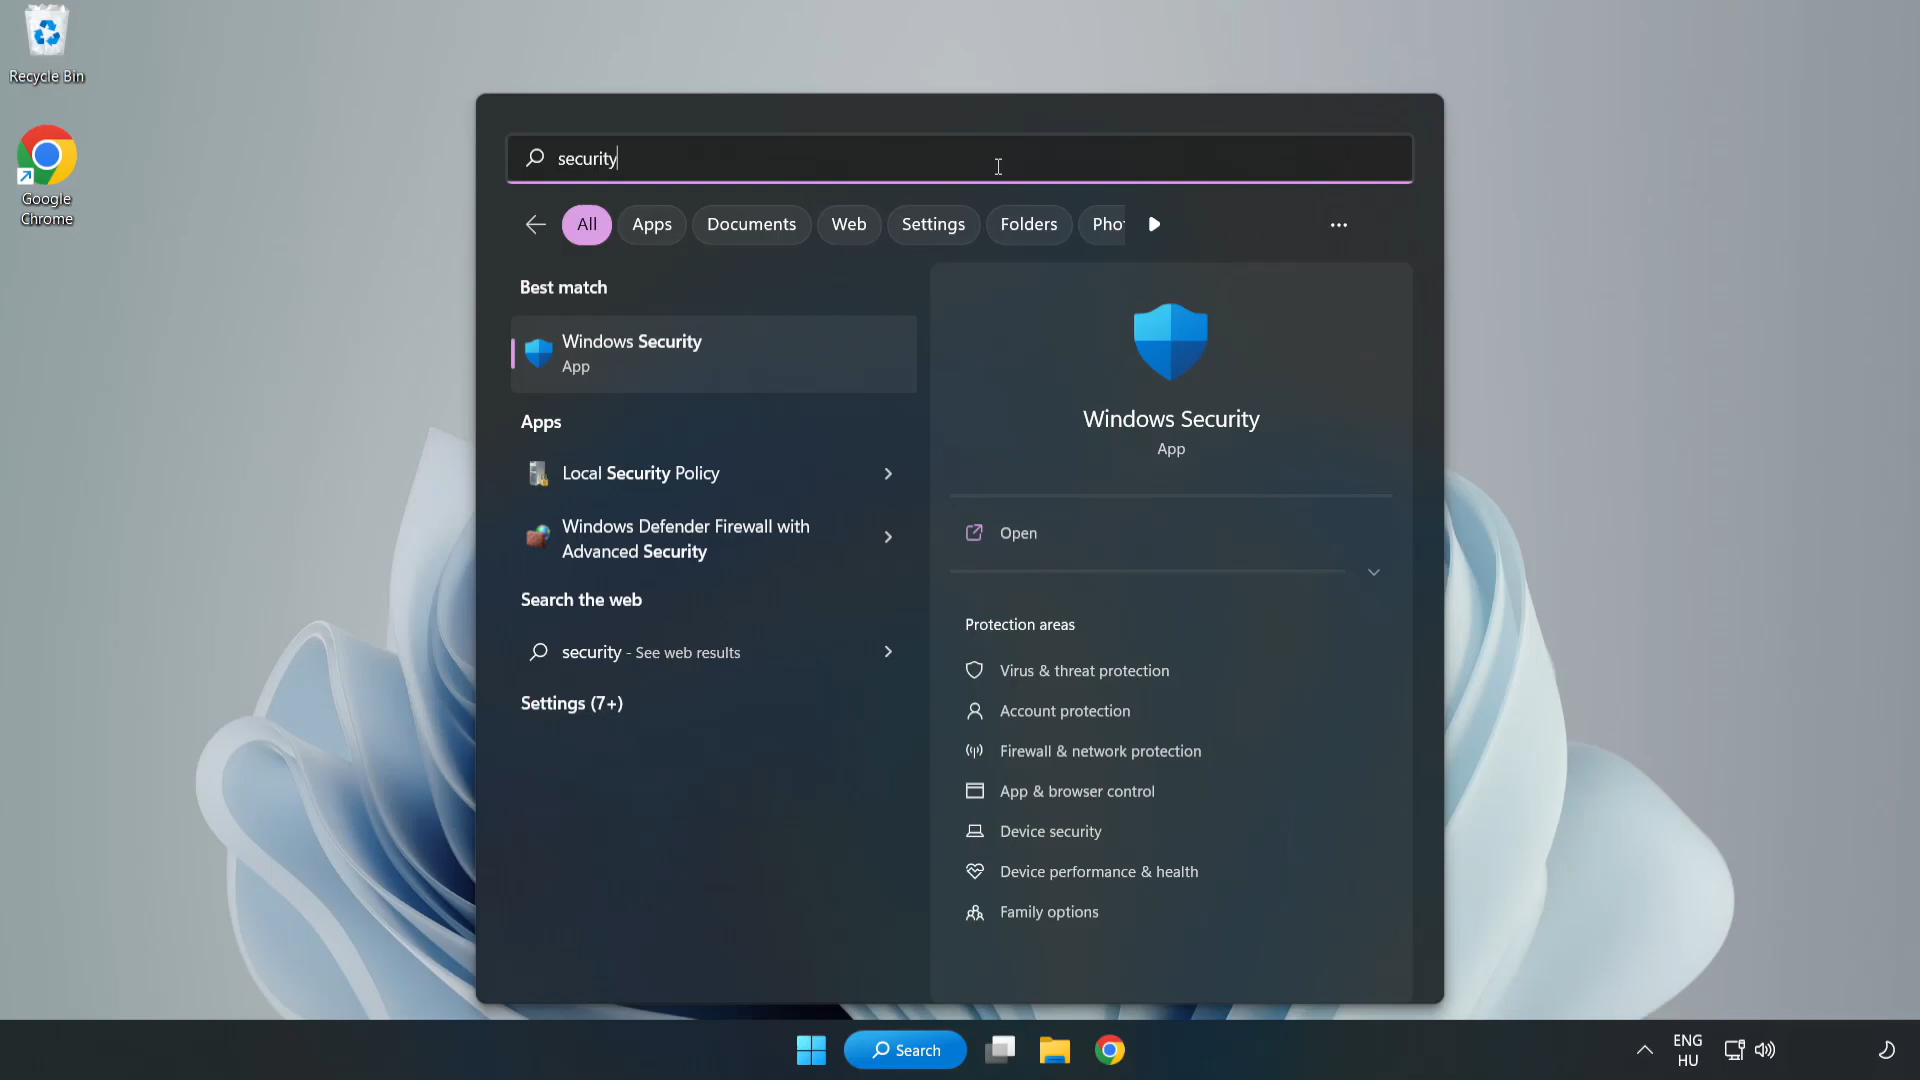 Recycle Bin
Google
Chrome
security
All
Apps
Documents
Web
Settings
Folders
Best match
Windows Security
App
Apps
Local Security Policy
Windows Defender Firewall with
Advanced Security
Search the web
security - See web results
Settings (7+)
Windows Security
App
Open
Protection areas
Virus & threat protection
Account protection
Firewall & network protection
App & browser control
Device security
Device performance & health
Family options
Search
ENG
HU